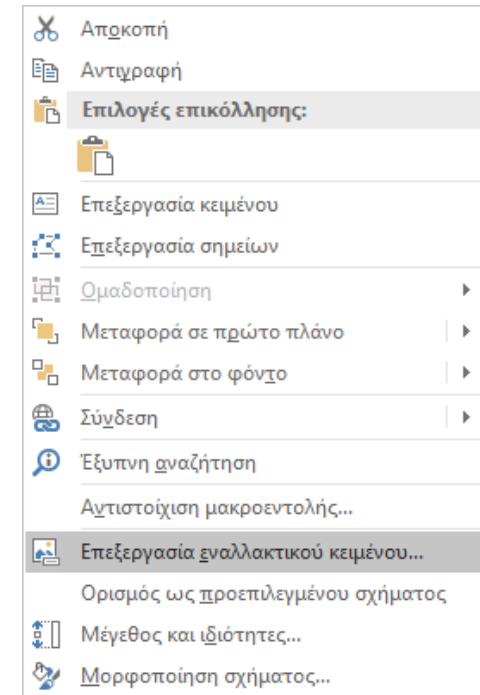 Αποκοπή
Αντιγραφή
Επιλογές επικόλλησης:
Επεξεργασία κειμένου
Επεξεργασία σημείων
Ομαδοποίηση
Μεταφορά σε πρώτο πλάνο
Μεταφορά στο φόντο
Σύνδεση
Έξυπνη αναζήτηση
Αντιστοίχιση μακροεντολής...
Επεξεργασία εναλλακτικού κειμένου...
Ορισμός ως προεπιλεγμένου σχήματος
Μέγεθος και ιδιότητες...
Μορφοποίηση σχήματος...